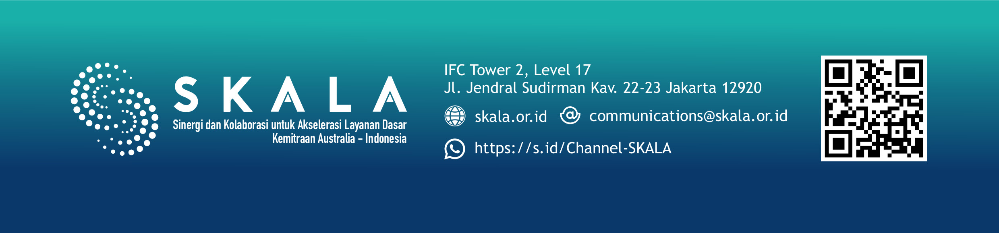 SKALA
Sinergi dan Kolaborasi untuk Akselerasi Layanan Dasar
Kemitraan Australia – Indonesia
IFC Tower 2, Level 17
Jl. Jendral Sudirman Kav. 22-23 Jakarta 12920
skala.or.id communications@skala.or.id
https://s.id/Channel-SKALA